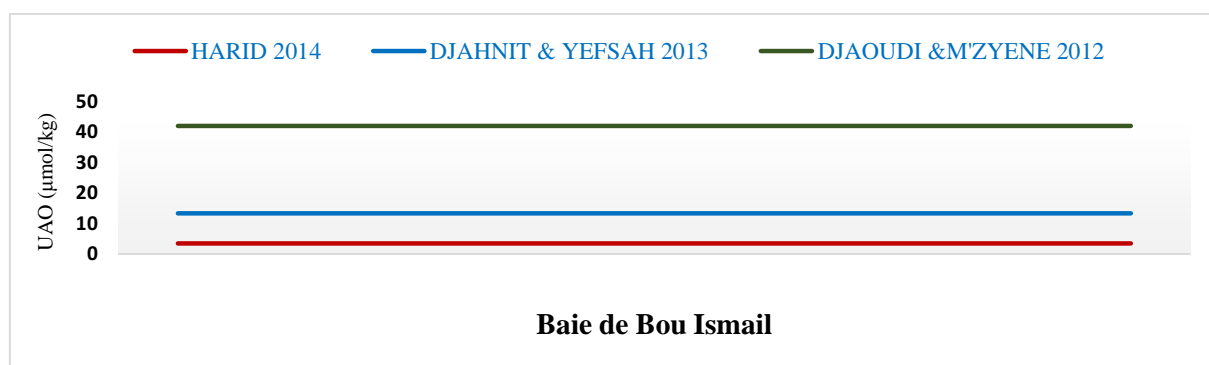 HARID 2014 DJAHNIT & YEFSAH 2013 DJAOUDI &M'ZYENE 2012
UAO (µmol/kg)
50
40
30
20
10
0
Baie de Bou Ismail